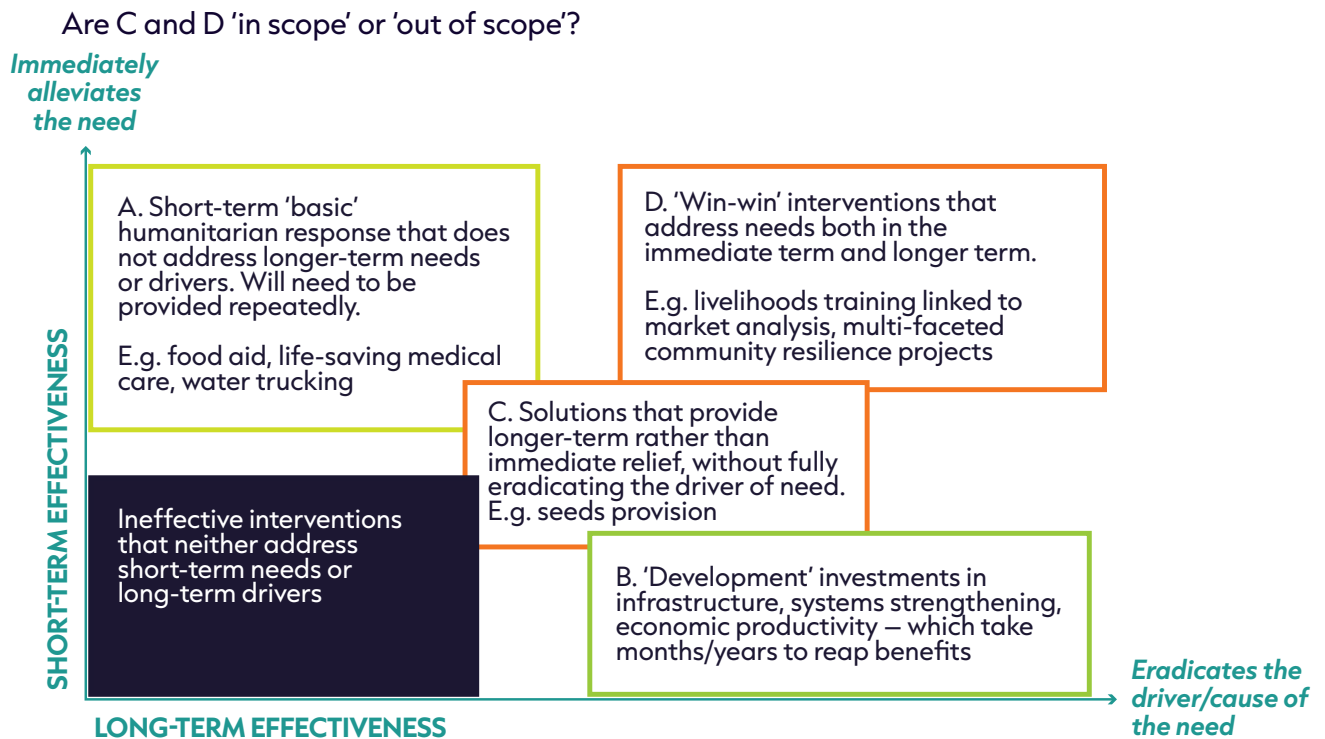 Are C and D ‘in scope’ or ‘out of scope’?
Immediately
alleviates
the need
SHORT-TERM EFFECTIVENESS
A. Short-term ‘basic’
humanitarian response that does
not address longer-term needs
or drivers. Will need to be
provided repeatedly.
E.g. food aid, life-saving medical
care, water trucking
D. ‘Win-win’ interventions that
address needs both in the
immediate term and longer term.
E.g. livelihoods training linked to
market analysis, multi-faceted
community resilience projects
C. Solutions that provide
longer-term rather than
immediate relief, without fully
eradicating the driver of need.
E.g. seeds provision
Ineffective interventions
that neither address
short-term needs or
long-term drivers
B. ‘Development’ investments in
infrastructure, systems strengthening,
economic productivity – which take
months/years to reap benefits
Eradicates the
driver/cause of
the need
LONG-TERM EFFECTIVENESS